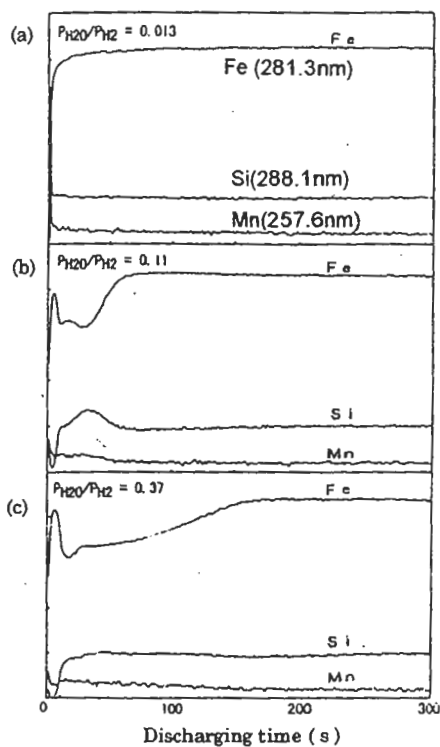 (a)
PH2O/PH2 = 0.013
Fe
Fe (281.3nm)
Si(288.1nm)
Mn(257.6nm)
(b)
PH2O/PH2 = 0.11
Fe
Si
Mn
(c)
PH2O/PH2 = 0.37
Fe
Si
Mn
0 100 200 300
Discharging time (s)